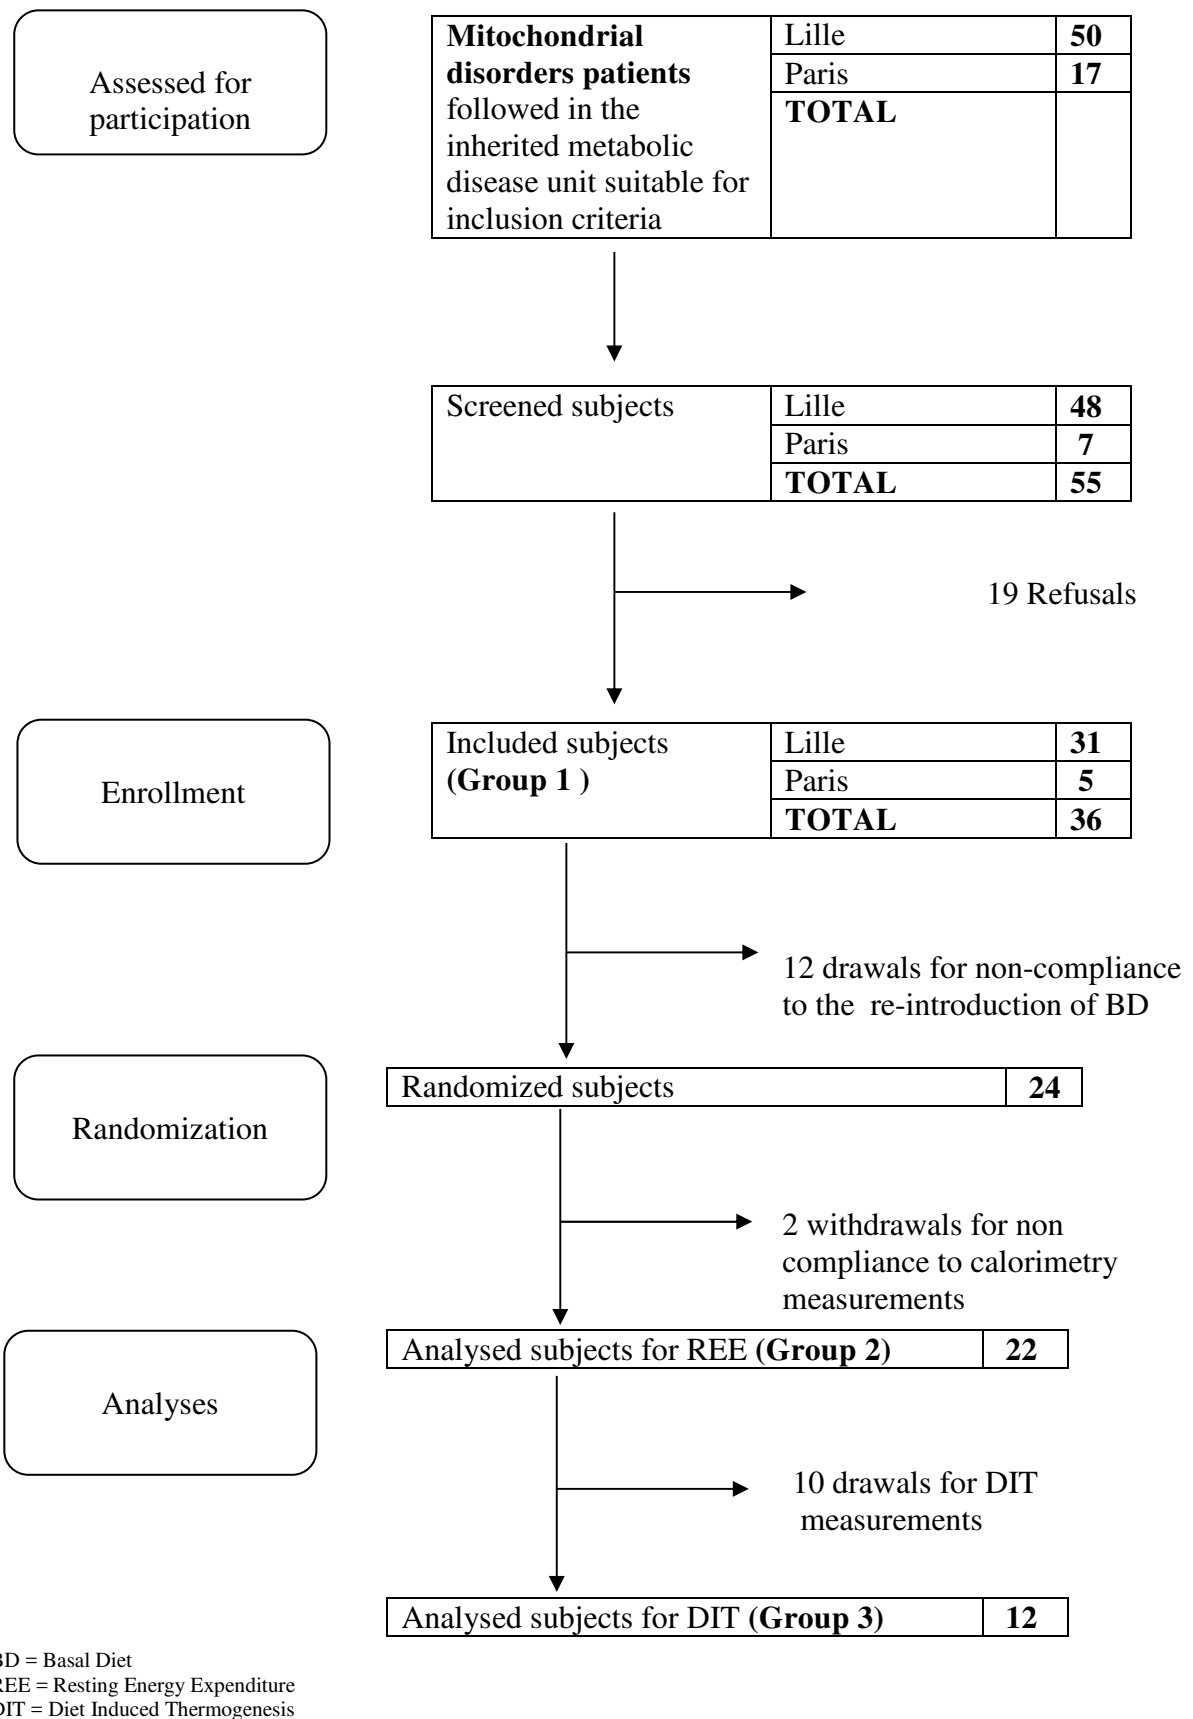 Assessed for
participation
Mitochondrial
disorders patients
followed in the
inherited metabolic
disease unit suitable for
inclusion criteria
Lille 50
Paris 17
TOTAL
Screened subjects
Lille 48
Paris 7
TOTAL 55
19 Refusals
Enrollment
Included subjects
(Group 1 )
Lille 31
Paris 5
TOTAL 36
12 drawals for non-compliance
to the re-introduction of BD
Randomization
Randomized subjects 24
2 withdrawals for non
compliance to calorimetry
measurements
Analyses
Analysed subjects for REE (Group 2) 22
10 drawals for DIT
measurements
Analysed subjects for DIT (Group 3) 12
BD = Basal Diet
REE = Resting Energy Expenditure
DIT = Diet Induced Thermogenesis